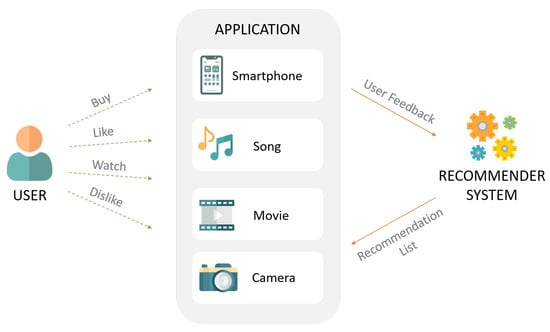 APPLICATION
Smartphone
Song
Movie
Camera
Buy
Like
Watch
Dislike
USER
User Feedback
RECOMMENDER
SYSTEM
Recommendation
List